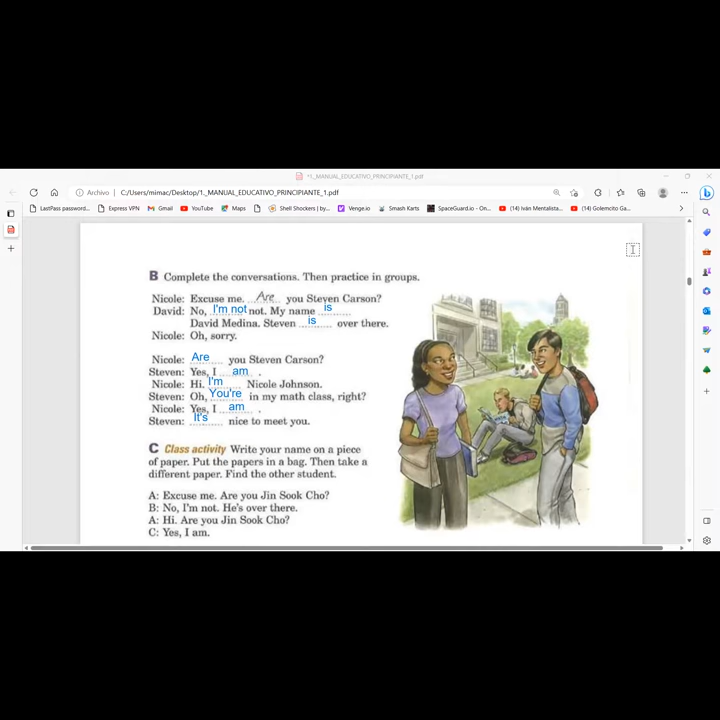 *1._MANUAL_EDUCATIVO_PRINCIPIANTE_1.pdf
Archivo | C:/Users/mimac/Desktop/1._MANUAL_EDUCATIVO_PRINCIPIANTE_1.pdf
LastPass password... Express VPN Gmail YouTube Maps Shell Shockers | by... Venge.io Smash Karts SpaceGuard.io - On... (14) Iván Mentalista... (14) Golemcito Ga...
B Complete the conversations. Then practice in groups.
Nicole: Excuse me. Are you Steven Carson?
David: No, I'm not not. My name is
David Medina. Steven is over there.
Nicole: Oh, sorry.
Nicole: Are you Steven Carson?
Steven: Yes, I am .
Nicole: Hi. I'm Nicole Johnson.
Steven: Oh, You're in my math class, right?
Nicole: Yes, I am .
Steven: It's nice to meet you.
C Class activity Write your name on a piece
of paper. Put the papers in a bag. Then take a
different paper. Find the other student.
A: Excuse me. Are you Jin Sook Cho?
B: No, I'm not. He's over there.
A: Hi. Are you Jin Sook Cho?
C: Yes, I am.